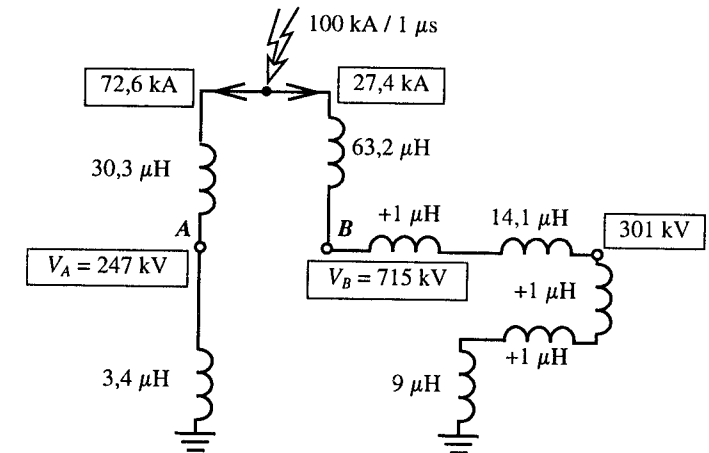 100 kA / 1 µs
72,6 kA
27,4 kA
30,3 µH
63,2 µH
A
B
+1 µH
14,1 µH
301 kV
V_A = 247 kV
V_B = 715 kV
+1 µH
+1 µH
3,4 µH
9 µH